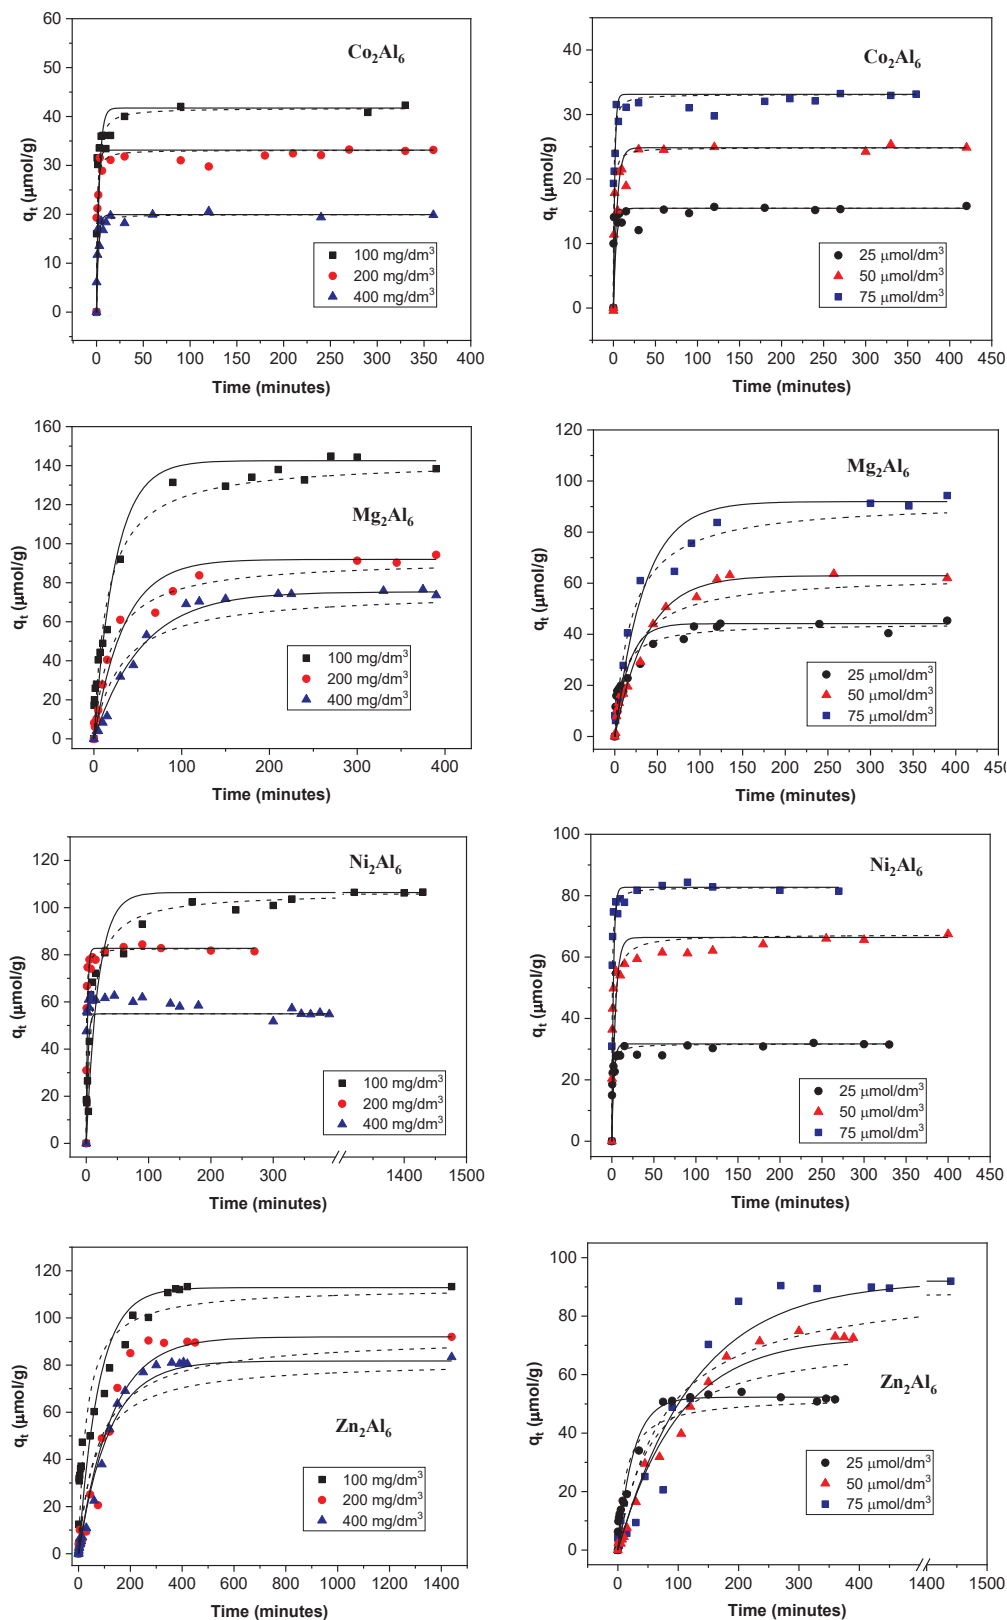 60
50
40
30
20
10
0
q_t (μmol/g)
Co₂Al₆
100 mg/dm³
200 mg/dm³
400 mg/dm³
0 50 100 150 200 250 300 350 400
Time (minutes)
40
30
20
10
0
q_t (μmol/g)
Co₂Al₆
25 μmol/dm³
50 μmol/dm³
75 μmol/dm³
0 50 100 150 200 250 300 350 400 450
Time (minutes)
160
140
120
100
80
60
40
20
0
q_t (μmol/g)
Mg₂Al₆
100 mg/dm³
200 mg/dm³
400 mg/dm³
0 100 200 300 400
Time (minutes)
120
100
80
60
40
20
0
q_t (μmol/g)
Mg₂Al₆
25 μmol/dm³
50 μmol/dm³
75 μmol/dm³
0 50 100 150 200 250 300 350 400
Time (minutes)
120
100
80
60
40
20
0
q_t (μmol/g)
Ni₂Al₆
100 mg/dm³
200 mg/dm³
400 mg/dm³
0 100 200 300 1400 1500
Time (minutes)
100
80
60
40
20
0
q_t (μmol/g)
Ni₂Al₆
25 μmol/dm³
50 μmol/dm³
75 μmol/dm³
0 50 100 150 200 250 300 350 400 450
Time (minutes)
120
100
80
60
40
20
0
q_t (μmol/g)
Zn₂Al₆
100 mg/dm³
200 mg/dm³
400 mg/dm³
0 200 400 600 800 1000 1200 1400
Time (minutes)
100
80
60
40
20
0
q_t (μmol/g)
Zn₂Al₆
25 μmol/dm³
50 μmol/dm³
75 μmol/dm³
0 100 200 300 400 1500
Time (minutes)